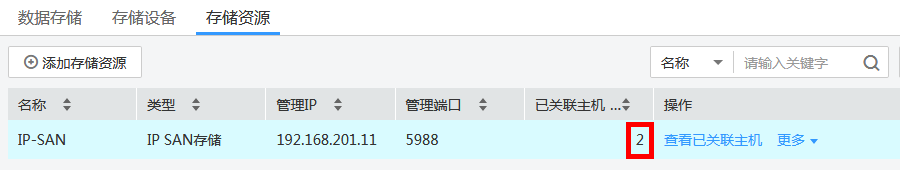 数据存储 存储设备 存储资源
添加存储资源 名称 请输入关键字
名称 类型 管理IP 管理端口 已关联主机 ... 操作
IP-SAN IP SAN存储 192.168.201.11 5988 2 查看已关联主机 更多